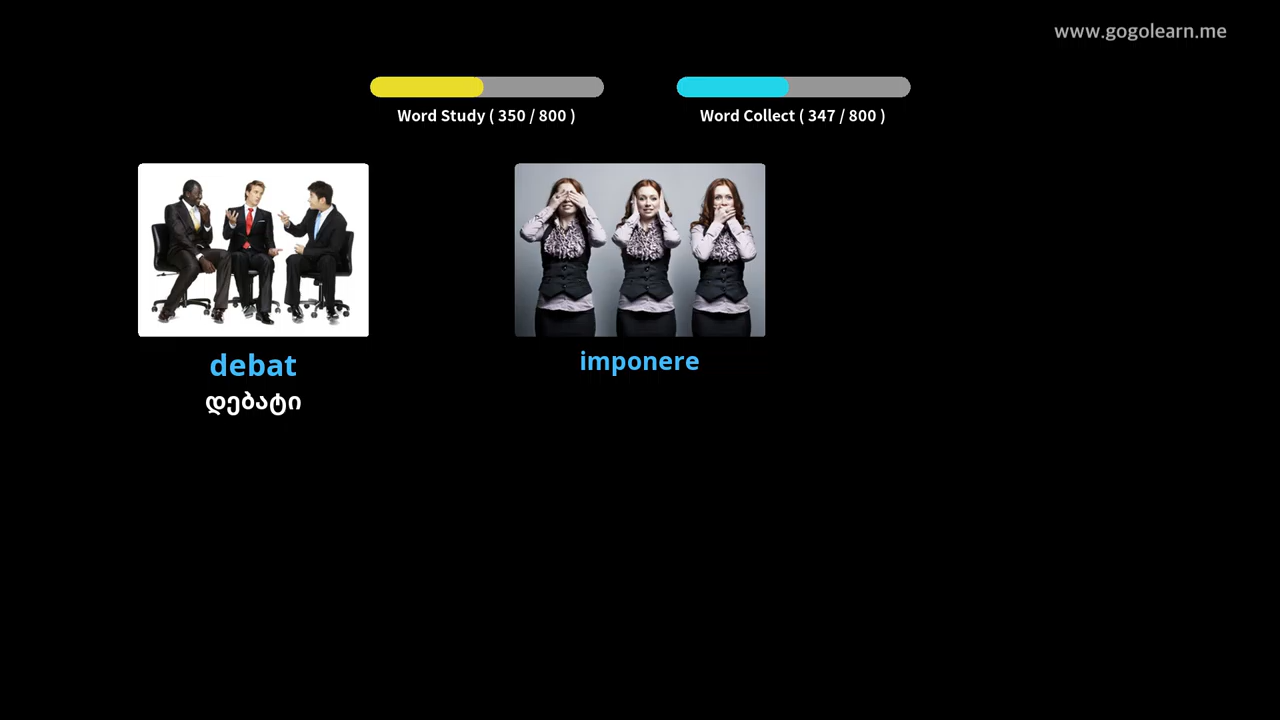 www.gogolearn.me
Word Study ( 350 / 800 )
Word Collect ( 347 / 800 )
debat
დებატი
imponere